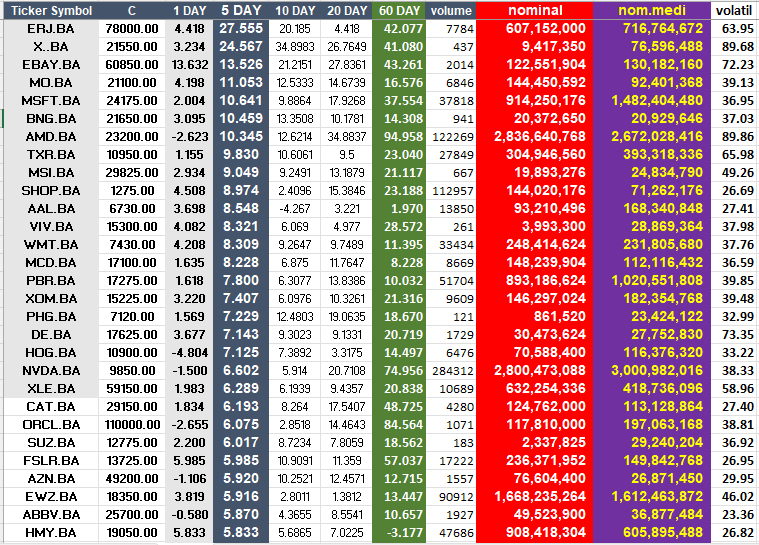 Ticker Symbol C 1 DAY 5 DAY 10 DAY 20 DAY 60 DAY volume nominal nom.medi volatil
ERJ.BA 78000.00 4.418 27.555 20.185 4.418 42.077 7784 607,152,000 716,764,672 63.95
X..BA 21550.00 3.234 24.567 34.8983 26.7649 41.080 437 9,417,350 76,596,488 89.68
EBAY.BA 60850.00 13.632 13.526 21.2151 27.8361 43.261 2014 122,551,904 130,182,160 72.23
MO.BA 21100.00 4.198 11.053 12.5333 14.6739 16.576 6846 144,450,592 92,401,368 39.13
MSFT.BA 24175.00 2.004 10.641 9.8864 17.9268 37.554 37818 914,250,176 1,482,404,480 36.95
BNG.BA 21650.00 3.095 10.459 13.3508 10.1781 14.308 941 20,372,650 20,929,646 37.03
AMD.BA 23200.00 -2.623 10.345 12.6214 34.8837 94.958 122269 2,836,640,768 2,672,028,416 89.86
TXR.BA 10950.00 1.155 9.830 10.6061 9.5 23.040 27849 304,946,560 393,318,336 65.98
MSI.BA 29825.00 2.934 9.049 9.2491 13.1879 21.117 667 19,893,276 24,834,790 49.26
SHOP.BA 1275.00 4.508 8.974 2.4096 15.3846 23.188 112957 144,020,176 71,262,176 26.69
AAL.BA 6730.00 3.698 8.548 -4.267 3.221 1.970 13850 93,210,496 168,340,848 27.41
VIV.BA 15300.00 4.082 8.321 6.069 4.977 28.572 261 3,993,300 28,869,364 37.98
WMT.BA 7430.00 4.208 8.309 9.2647 9.7489 11.395 33434 248,414,624 231,805,680 37.76
MCD.BA 17100.00 1.635 8.228 6.875 11.7647 8.228 8669 148,239,904 112,116,432 36.59
PBR.BA 17275.00 1.618 7.800 6.3077 13.8386 10.032 51704 893,186,624 1,020,551,808 39.85
XOM.BA 15225.00 3.220 7.407 6.0976 10.3261 21.316 9609 146,297,024 182,354,768 39.48
PHG.BA 7120.00 1.569 7.229 12.4803 19.0635 18.670 121 861,520 23,424,122 32.99
DE.BA 17625.00 3.677 7.143 9.3023 9.1331 20.719 1729 30,473,624 27,752,830 73.35
HOG.BA 10900.00 -4.804 7.125 7.3892 3.3175 14.497 6476 70,588,400 116,376,320 33.22
NVDA.BA 9850.00 -1.500 6.602 5.914 20.7108 74.956 284312 2,800,473,088 3,000,982,016 38.33
XLE.BA 59150.00 1.983 6.289 6.1939 9.4357 20.838 10689 632,254,336 418,736,096 58.96
CAT.BA 29150.00 1.834 6.193 8.264 17.5407 48.725 4280 124,762,000 113,128,864 27.40
ORCL.BA 110000.00 -2.655 6.075 2.8518 14.4643 84.564 1071 117,810,000 197,063,168 38.81
SUZ.BA 12775.00 2.200 6.017 8.7234 7.8059 18.562 183 2,337,825 29,240,204 36.92
FSLR.BA 13725.00 5.985 5.985 10.9091 11.359 57.037 17222 236,371,952 149,842,768 26.95
AZN.BA 49200.00 -1.106 5.920 10.2521 12.4571 12.715 1557 76,604,400 26,871,450 29.95
EWZ.BA 18350.00 3.819 5.916 2.8011 1.3812 13.447 90912 1,668,235,264 1,612,463,872 46.02
ABBV.BA 25700.00 -0.580 5.870 4.3655 8.5541 10.657 1927 49,523,900 36,877,484 23.36
HMY.BA 19050.00 5.833 5.833 5.6865 7.0225 -3.177 47686 908,418,304 605,895,488 26.82